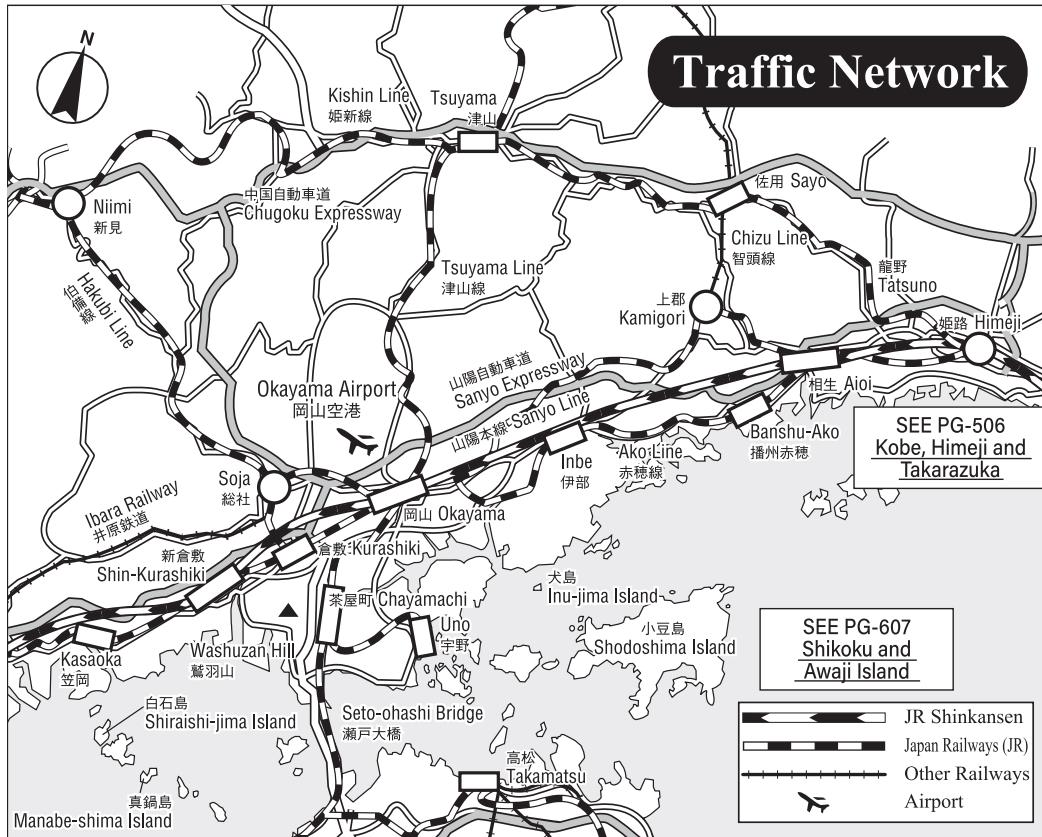 N
Traffic Network
Kishin Line
姫新線
Tsuyama
津山
Niimi
新見
中国自動車道
Chugoku Expressway
佐用 Sayo
Chizu Line
智頭線
Tsuyama Line
津山線
Hakubi Line
伯備線
龍野
Tatsuno
上郡
Kamigori
姫路 Himeji
山陽自動車道
Sanyo Expressway
Okayama Airport
岡山空港
山陽本線 Sanyo Line
相生 Aioi
SEE PG-506
Kobe, Himeji and
Takarazuka
Banshu-Ako
播州赤穂
Inbe
伊部
Ako Line
赤穂線
Soja
総社
Ibara Railway
井原鉄道
岡山 Okayama
新倉敷
Shin-Kurashiki
倉敷 Kurashiki
犬島
Inu-jima Island
茶屋町 Chayamachi
Uno
宇野
小豆島
Shodoshima Island
SEE PG-607
Shikoku and
Awaji Island
Kasaoka
笠岡
Washuzan Hill
鷲羽山
白石島
Shiraishi-jima Island
Seto-ohashi Bridge
瀬戸大橋
高松
Takamatsu
真鍋島
Manabe-shima Island
JR Shinkansen
Japan Railways (JR)
Other Railways
Airport